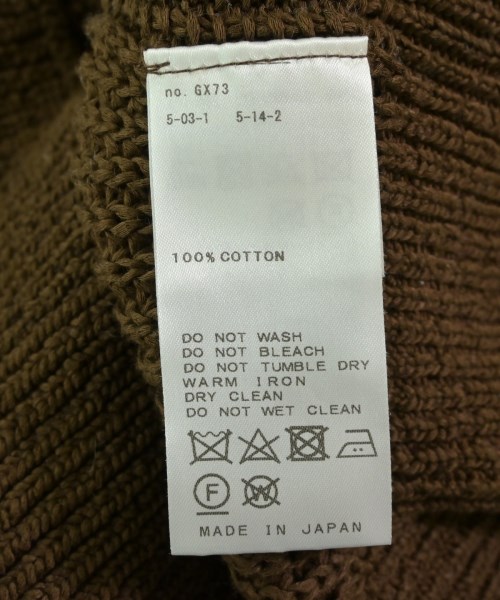 no. GX73
5-03-1 5-14-2
100% COTTON
DO NOT WASH
DO NOT BLEACH
DO NOT TUMBLE DRY
WARM IRON
DRY CLEAN
DO NOT WET CLEAN
F W
MADE IN JAPAN